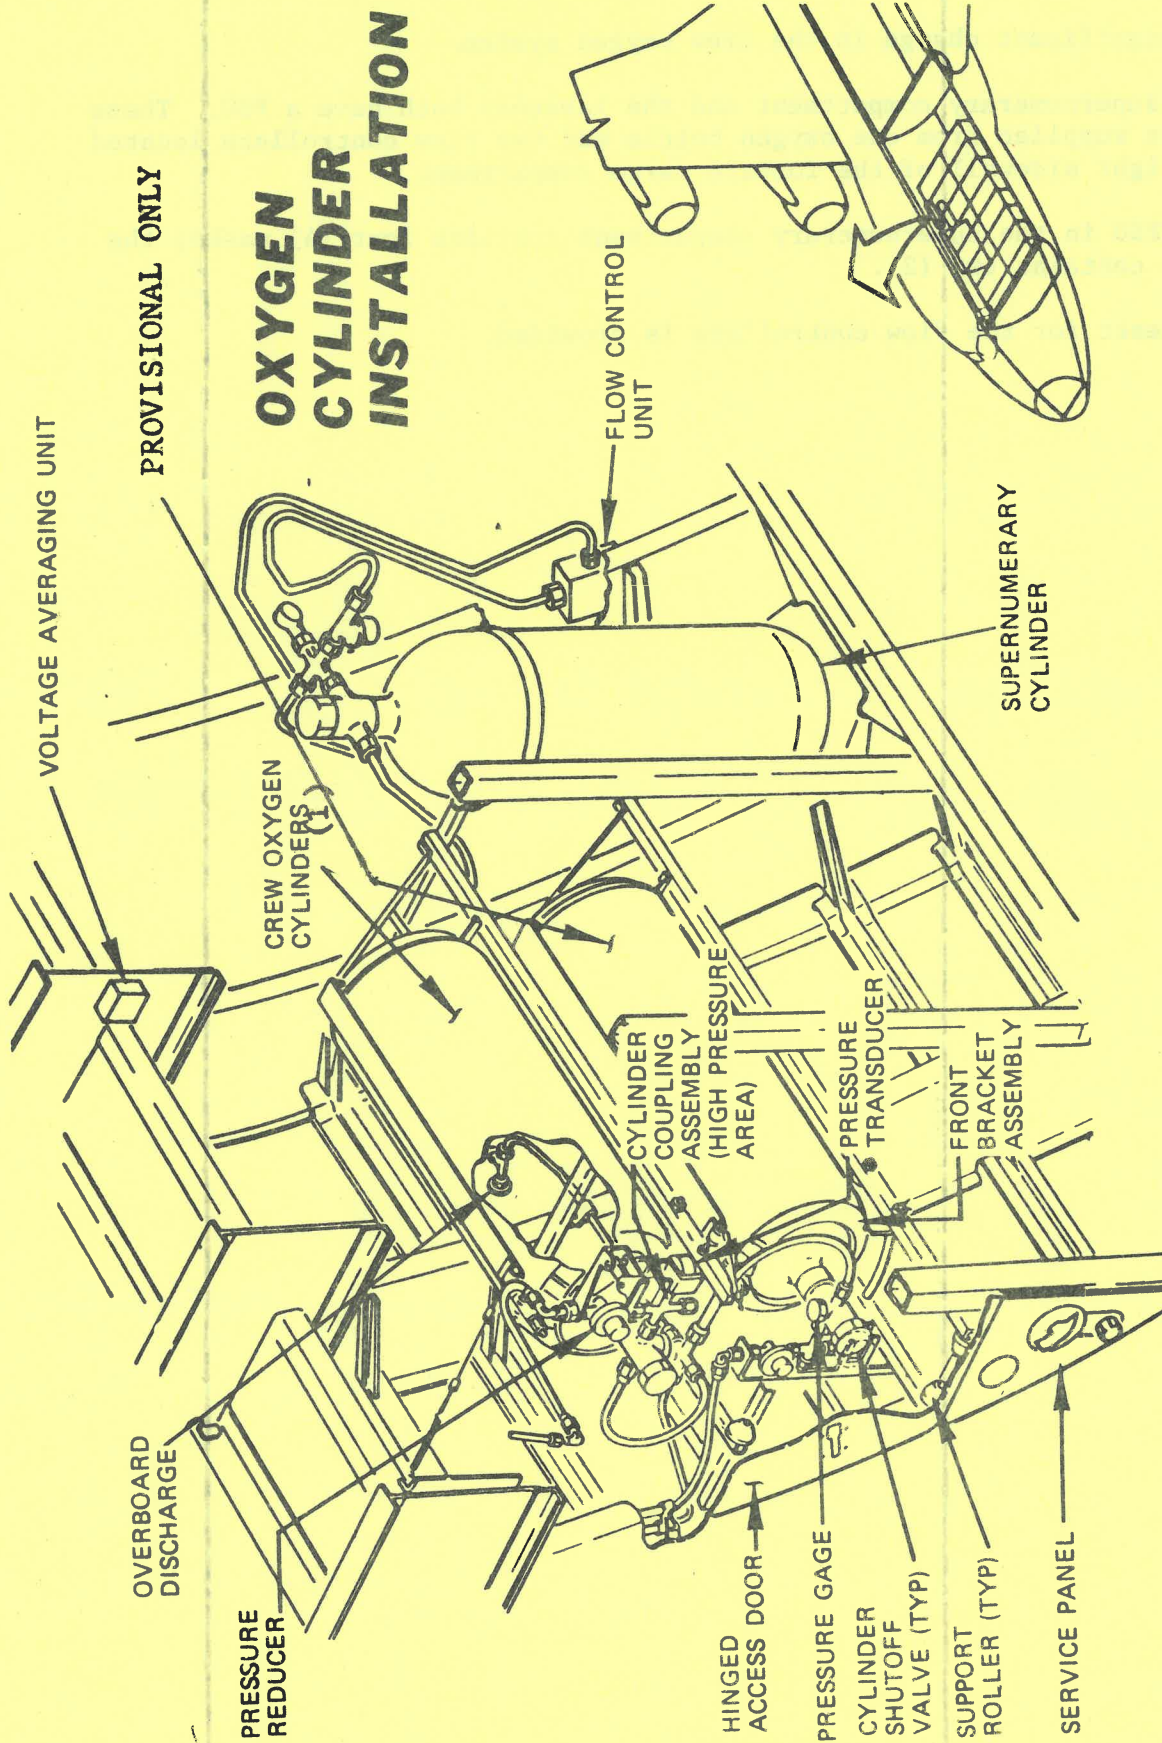 OXYGEN
CYLINDER
INSTALLATION
PROVISIONAL ONLY
VOLTAGE AVERAGING UNIT
CREW OXYGEN
CYLINDERS
(1)
FLOW CONTROL
UNIT
SUPERNUMERARY
CYLINDER
OVERBOARD
DISCHARGE
PRESSURE
REDUCER
CYLINDER
COUPLING
ASSEMBLY
(HIGH PRESSURE
AREA)
PRESSURE
TRANSDUCER
FRONT
BRACKET
ASSEMBLY
HINGED
ACCESS DOOR
PRESSURE GAGE
CYLINDER
SHUTOFF
VALVE (TYP)
SUPPORT
ROLLER (TYP)
SERVICE PANEL